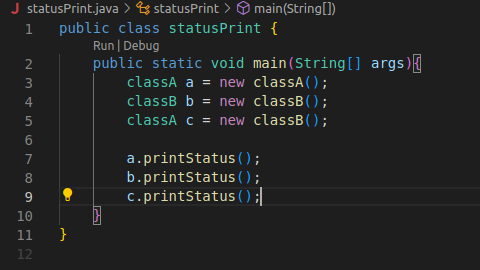 statusPrint.java > statusPrint > main(String[])
1 public class statusPrint {
Run | Debug
2 public static void main(String[] args){
3 classA a = new classA();
4 classB b = new classB();
5 classA c = new classB();
6
7 a.printStatus();
8 b.printStatus();
9 c.printStatus();
10 }
11 }
12